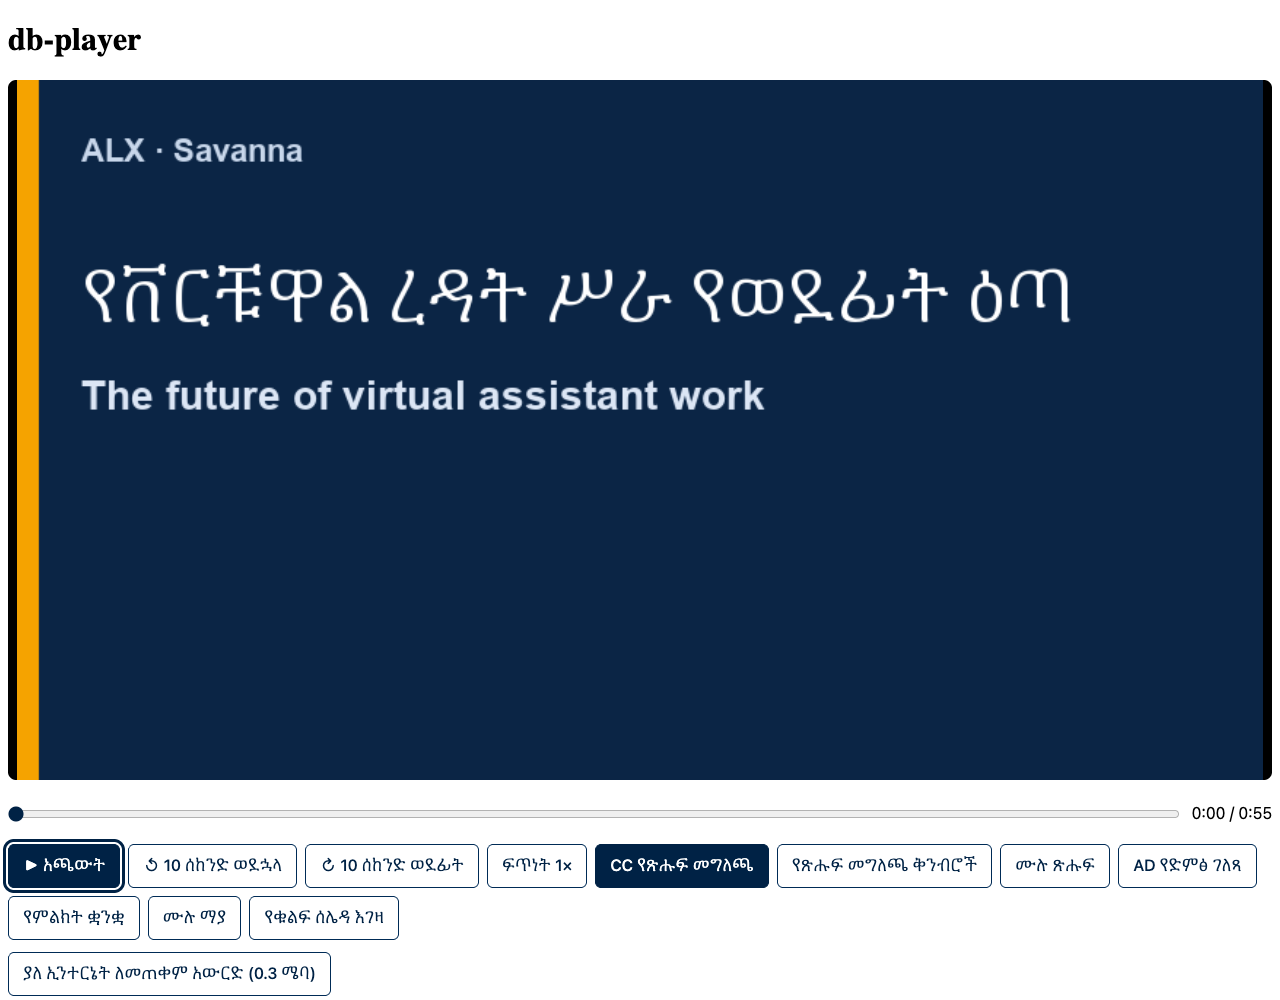 db-player
ALX · Savanna
የቨርቹዋል ረዳት ሥራ የወደፊት ዕጣ
The future of virtual assistant work
0:00 / 0:55
▶ አጫውት
↺ 10 ሰከንድ ወደኋላ
↻ 10 ሰከንድ ወደፊት
ፍጥነት 1×
CC የጽሑፍ መግለጫ
የጽሑፍ መግለጫ ቅንብሮች
ሙሉ ጽሑፍ
AD የድምፅ ገለጻ
የምልክት ቋንቋ
ሙሉ ማያ
የቁልፍ ሰሌዳ እገዛ
ያለ ኢንተርኔት ለመጠቀም አውርድ (0.3 ሜባ)